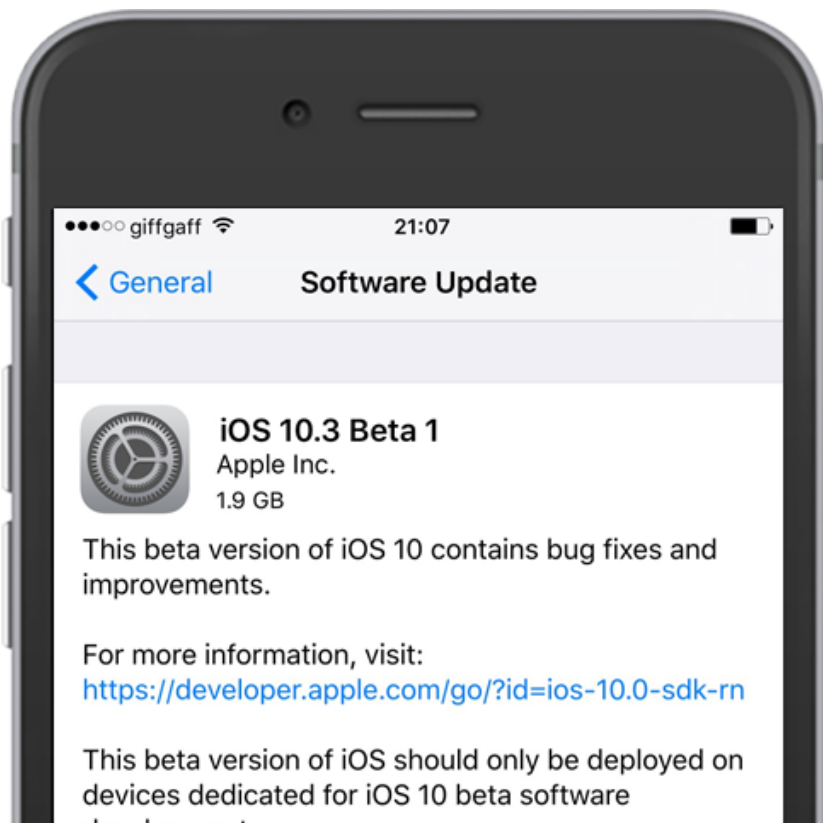 giffgaff 21:07
General Software Update
iOS 10.3 Beta 1
Apple Inc.
1.9 GB
This beta version of iOS 10 contains bug fixes and
improvements.
For more information, visit:
https://developer.apple.com/go/?id=ios-10.0-sdk-rn
This beta version of iOS should only be deployed on
devices dedicated for iOS 10 beta software